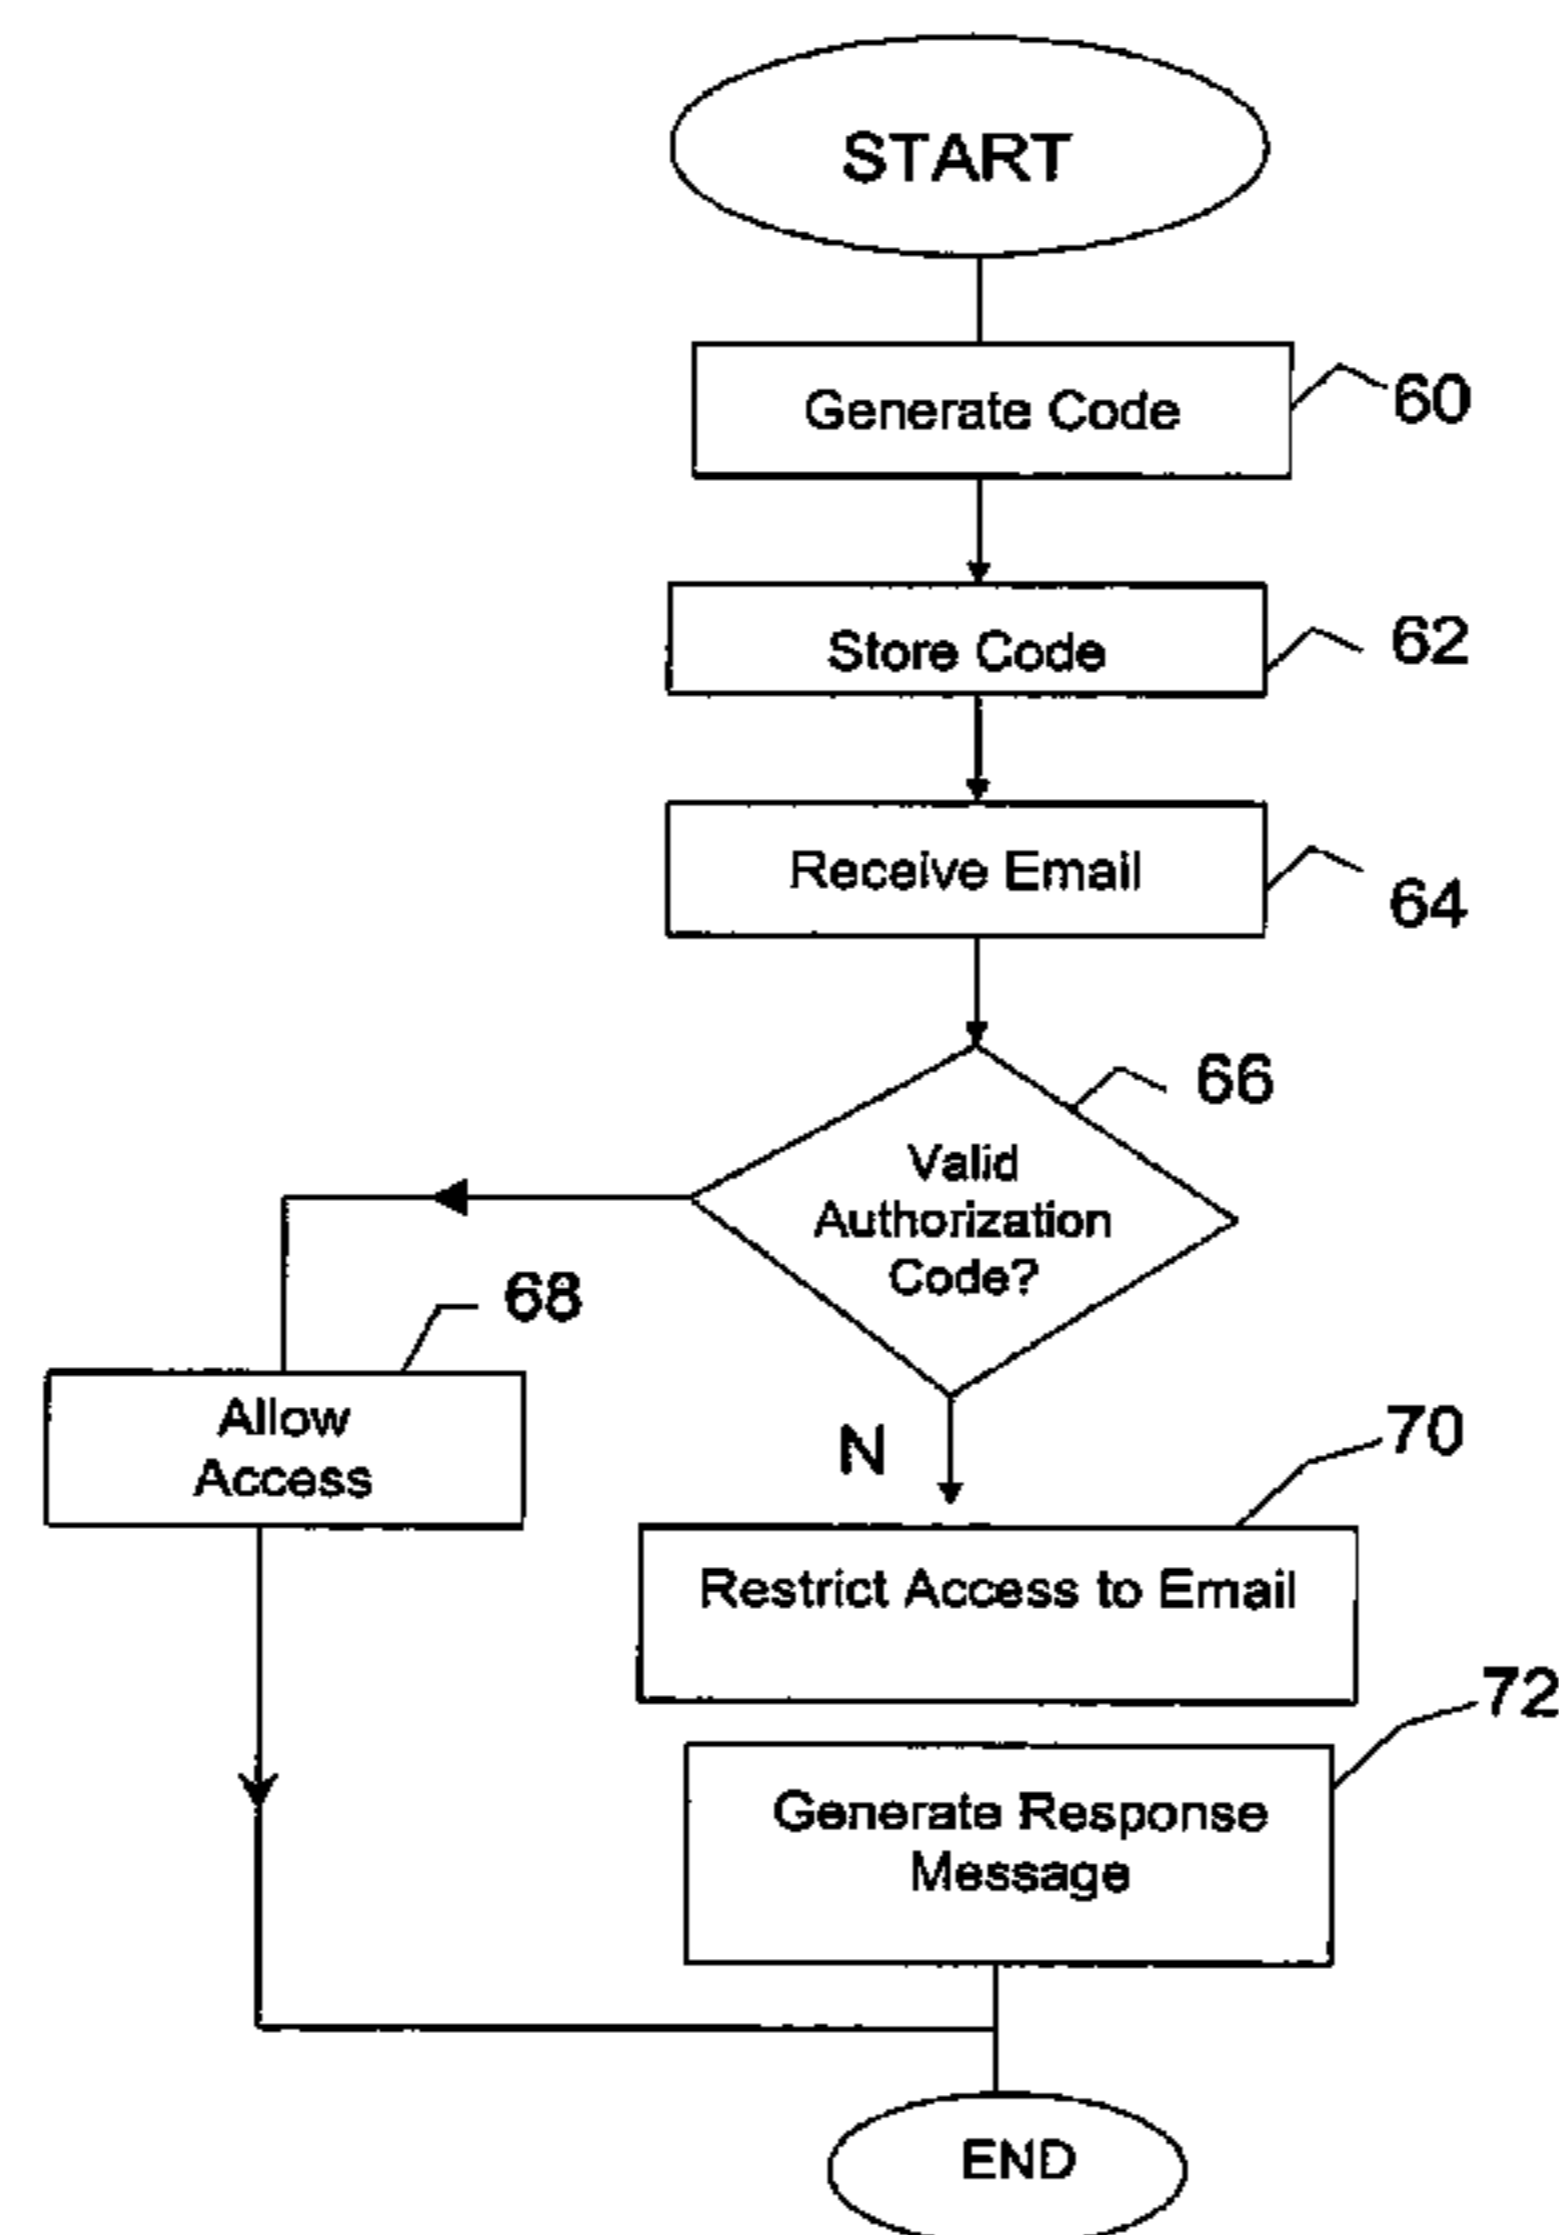 START
Generate Code
60
Store Code
62
Receive Email
64
66
Valid
Authorization
Code?
68
Allow
Access
N
70
Restrict Access to Email
72
Generate Response
Message
END